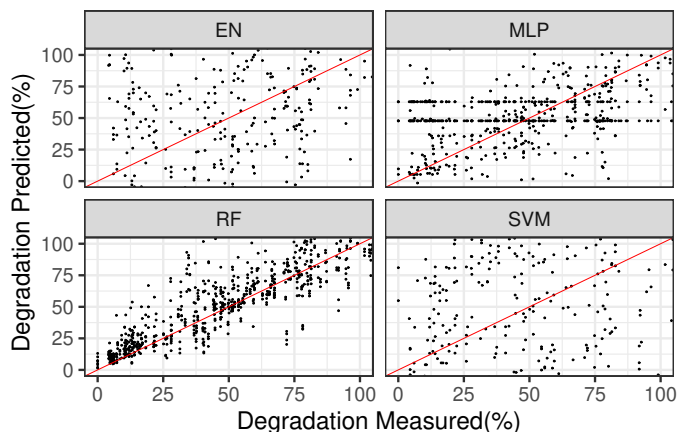 EN
MLP
100
75
50
25
0
RF
SVM
100
75
50
25
0
0 25 50 75 100 0 25 50 75 100
Degradation Measured(%)
Degradation Predicted(%)